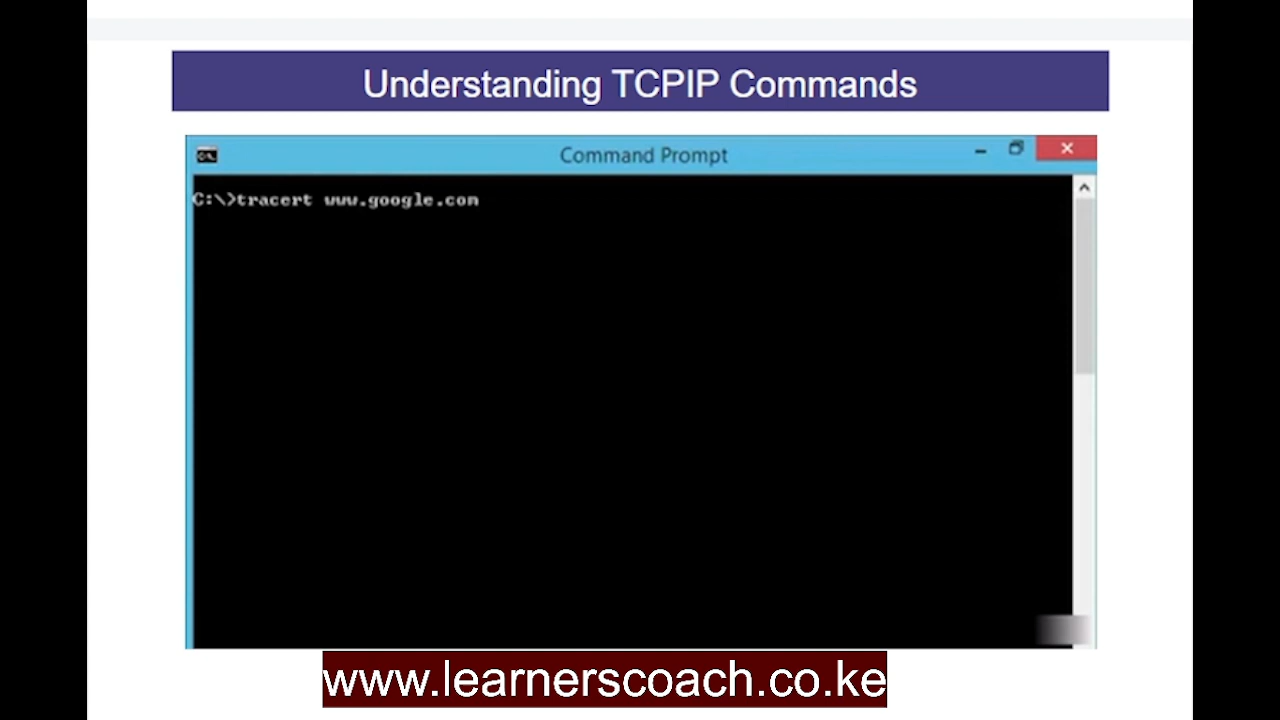 Understanding TCPIP Commands
Command Prompt
C:\>tracert www.google.com
www.learnerscoach.co.ke